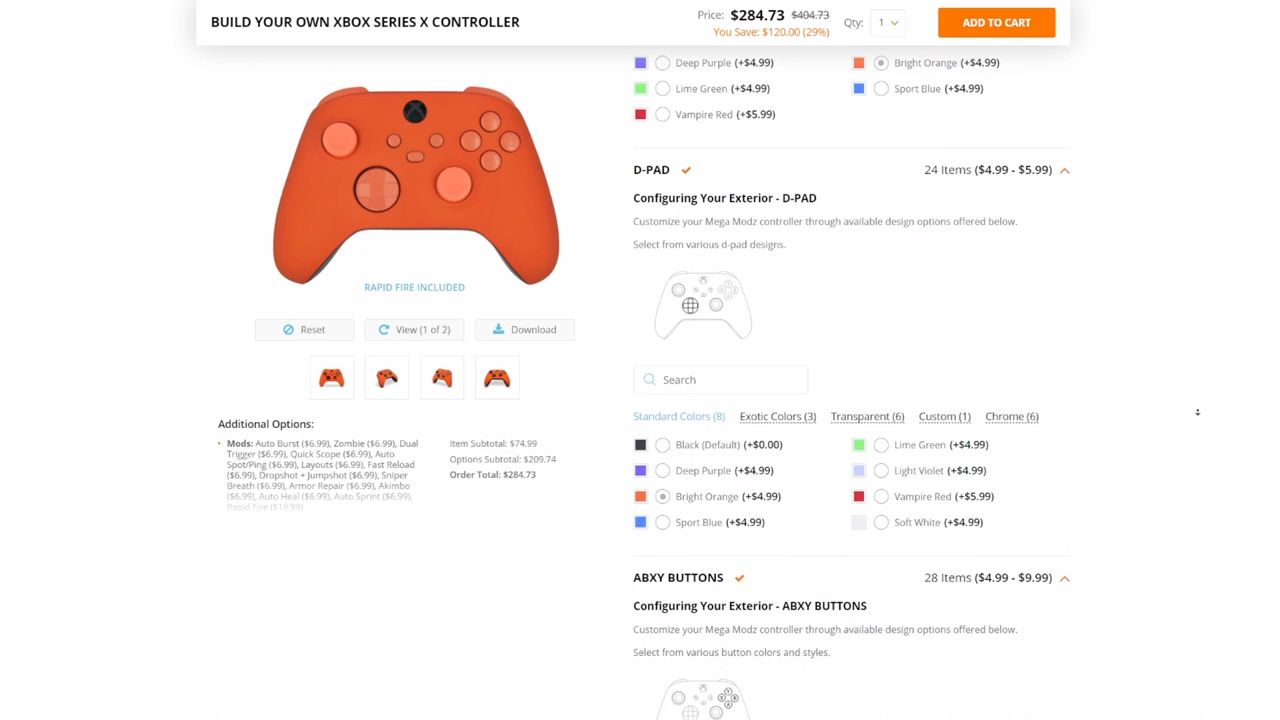 BUILD YOUR OWN XBOX SERIES X CONTROLLER
Price: $284.73 $404.73
You Save: $120.00 (29%)
Qty: 1
ADD TO CART
Deep Purple (+$4.99)
Bright Orange (+$4.99)
Lime Green (+$4.99)
Sport Blue (+$4.99)
Vampire Red (+$5.99)
RAPID FIRE INCLUDED
Reset
View (1 of 2)
Download
Additional Options:
Mods: Auto Burst ($6.99), Zombie ($6.99), Dual
Trigger ($6.99), Quick Scope ($6.99), Auto
Spot/Ping ($6.99), Layouts ($6.99), Fast Reload
($6.99), Dropshot + Jumpshot ($6.99), Sniper
Breath ($6.99), Armor Repair ($6.99), Akimbo
($6.99), Auto Heal ($6.99), Auto Sprint ($6.99),
Rapid Fire ($19.99)
Item Subtotal: $74.99
Options Subtotal: $209.74
Order Total: $284.73
D-PAD
24 Items ($4.99 - $5.99)
Configuring Your Exterior - D-PAD
Customize your Mega Modz controller through available design options offered below.
Select from various d-pad designs.
Search
Standard Colors (8) Exotic Colors (3) Transparent (6) Custom (1) Chrome (6)
Black (Default) (+$0.00)
Lime Green (+$4.99)
Deep Purple (+$4.99)
Light Violet (+$4.99)
Bright Orange (+$4.99)
Vampire Red (+$5.99)
Sport Blue (+$4.99)
Soft White (+$4.99)
ABXY BUTTONS
28 Items ($4.99 - $9.99)
Configuring Your Exterior - ABXY BUTTONS
Customize your Mega Modz controller through available design options offered below.
Select from various button colors and styles.